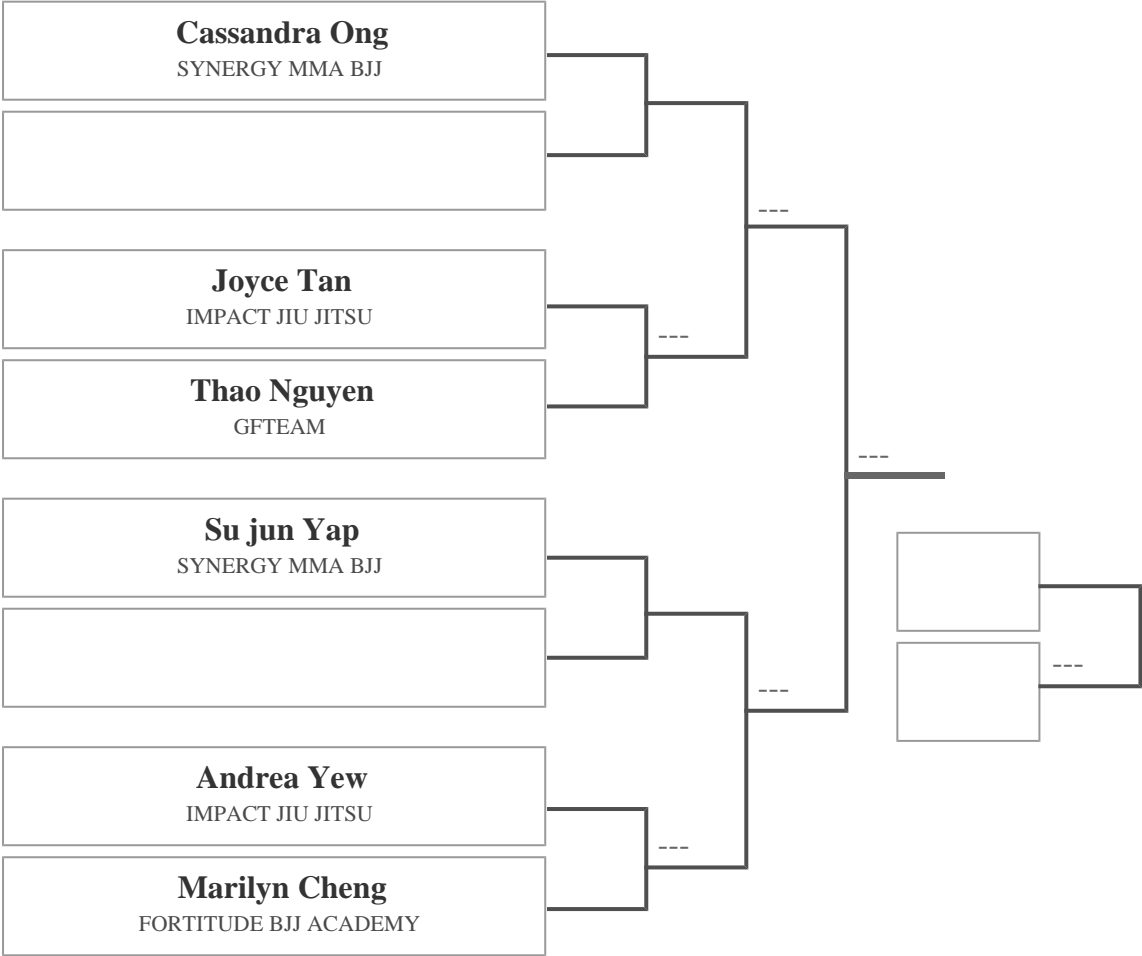 Cassandra Ong
SYNERGY MMA BJJ
---
Joyce Tan
IMPACT JIU JITSU
---
Thao Nguyen
GFTEAM
---
Su jun Yap
SYNERGY MMA BJJ
---
---
Andrea Yew
IMPACT JIU JITSU
---
Marilyn Cheng
FORTITUDE BJJ ACADEMY